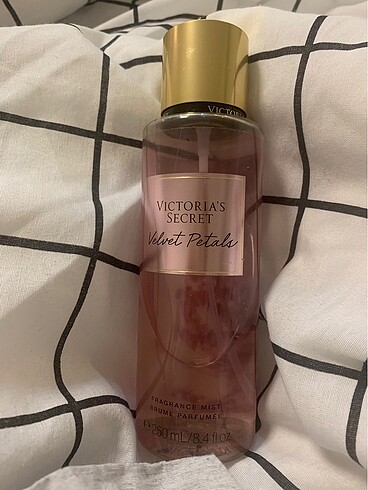 VICTORIA'S
SECRET
Velvet Petals
FRAGRANCE MIST
BRUME PARFUMÉE
250 mL/8.4 fl oz